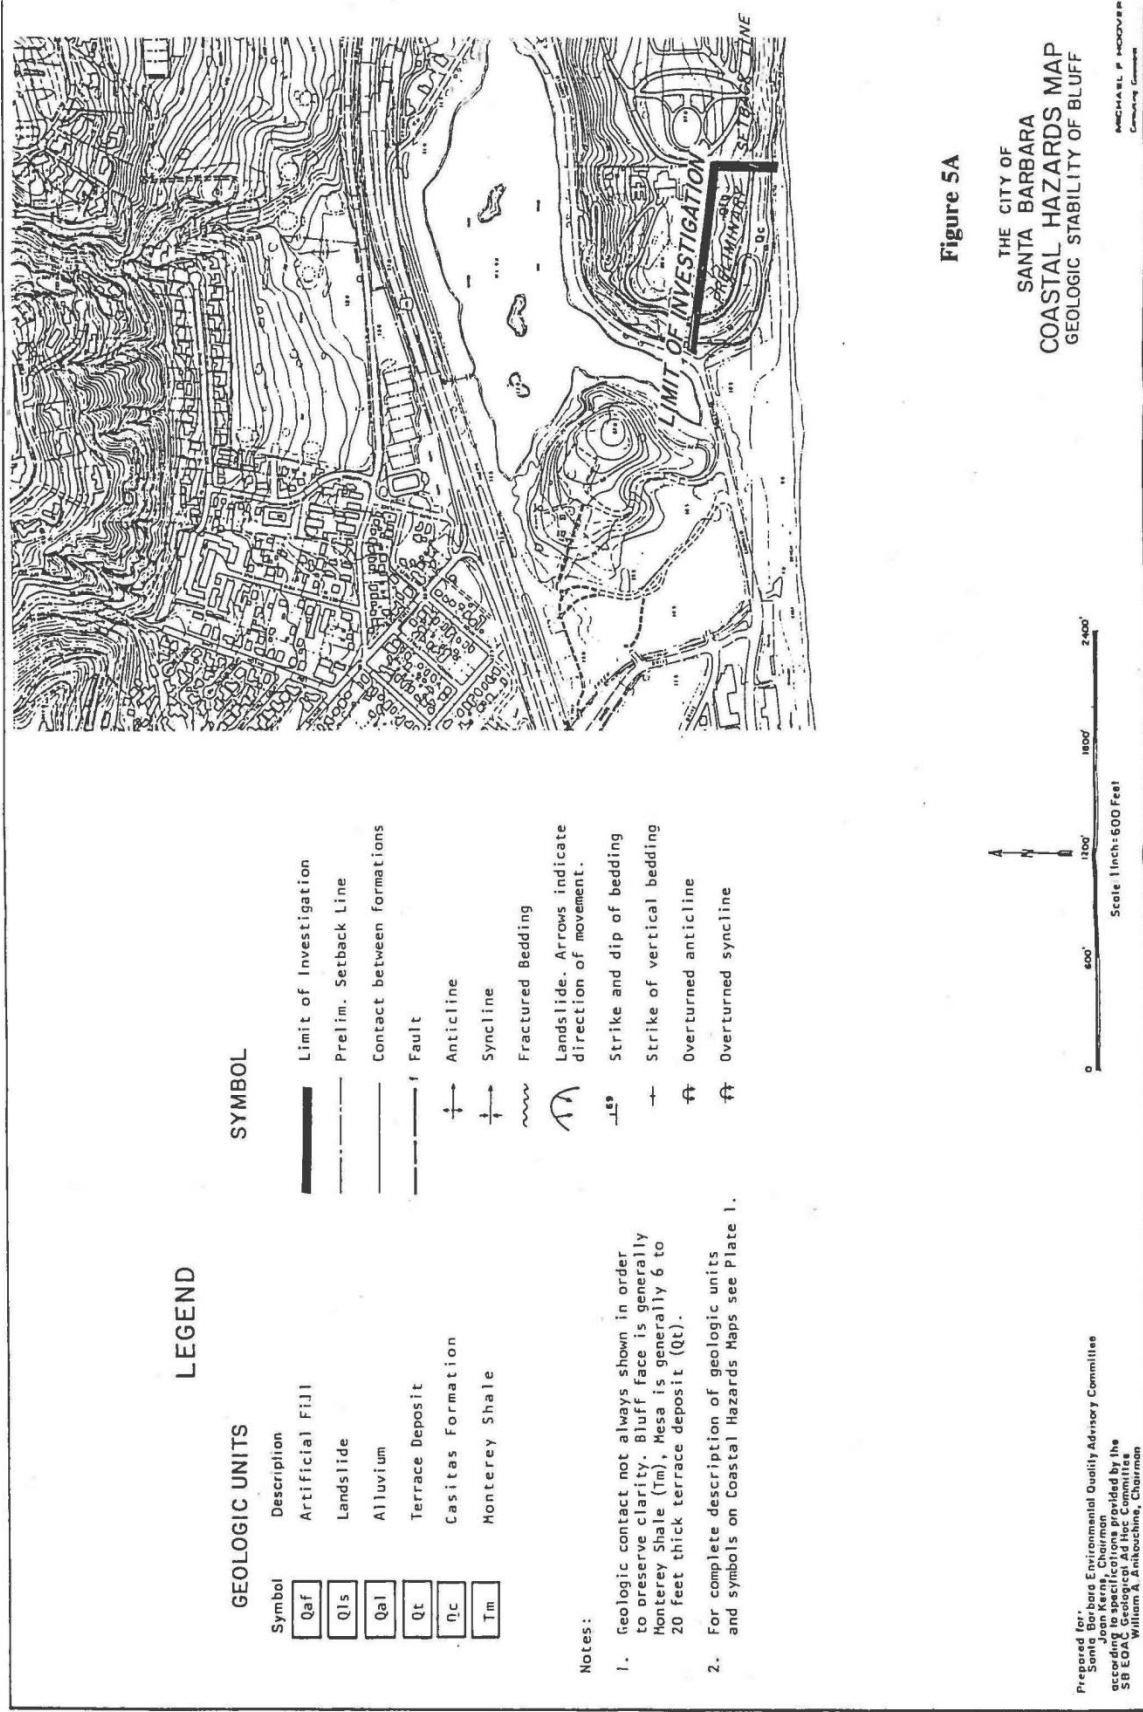 LEGEND
GEOLOGIC UNITS
Symbol Description
Qaf Artificial Fill
Qls Landslide
Qal Alluvium
Qt Terrace Deposit
Qc Casitas Formation
Tm Monterey Shale
SYMBOL
Limit of Investigation
Prelim. Setback Line
Contact between formations
Fault
Anticline
Syncline
Fractured Bedding
Landslide. Arrows indicate
direction of movement.
69 Strike and dip of bedding
Strike of vertical bedding
Overturned anticline
Overturned syncline
Notes:
1. Geologic contact not always shown in order
to preserve clarity. Bluff face is generally
Monterey Shale (Tm), Mesa is generally 6 to
20 feet thick terrace deposit (Qt).
2. For complete description of geologic units
and symbols on Coastal Hazards Maps see Plate 1.
LIMIT OF INVESTIGATION
PRELIMINARY
SETBACK LINE
Qc
Prepared for:
Santa Barbara Environmental Quality Advisory Committee
Joan Kerns, Chairman
according to specifications provided by the
SB EQAC Geological Ad Hoc Committee
William A. Anikouchine, Chairman
N
0 600' 1200' 1800' 2400'
Scale: 1 Inch=600 Feet
Figure 5A
THE CITY OF
SANTA BARBARA
COASTAL HAZARDS MAP
GEOLOGIC STABILITY OF BLUFF
MICHAEL F HOOVER